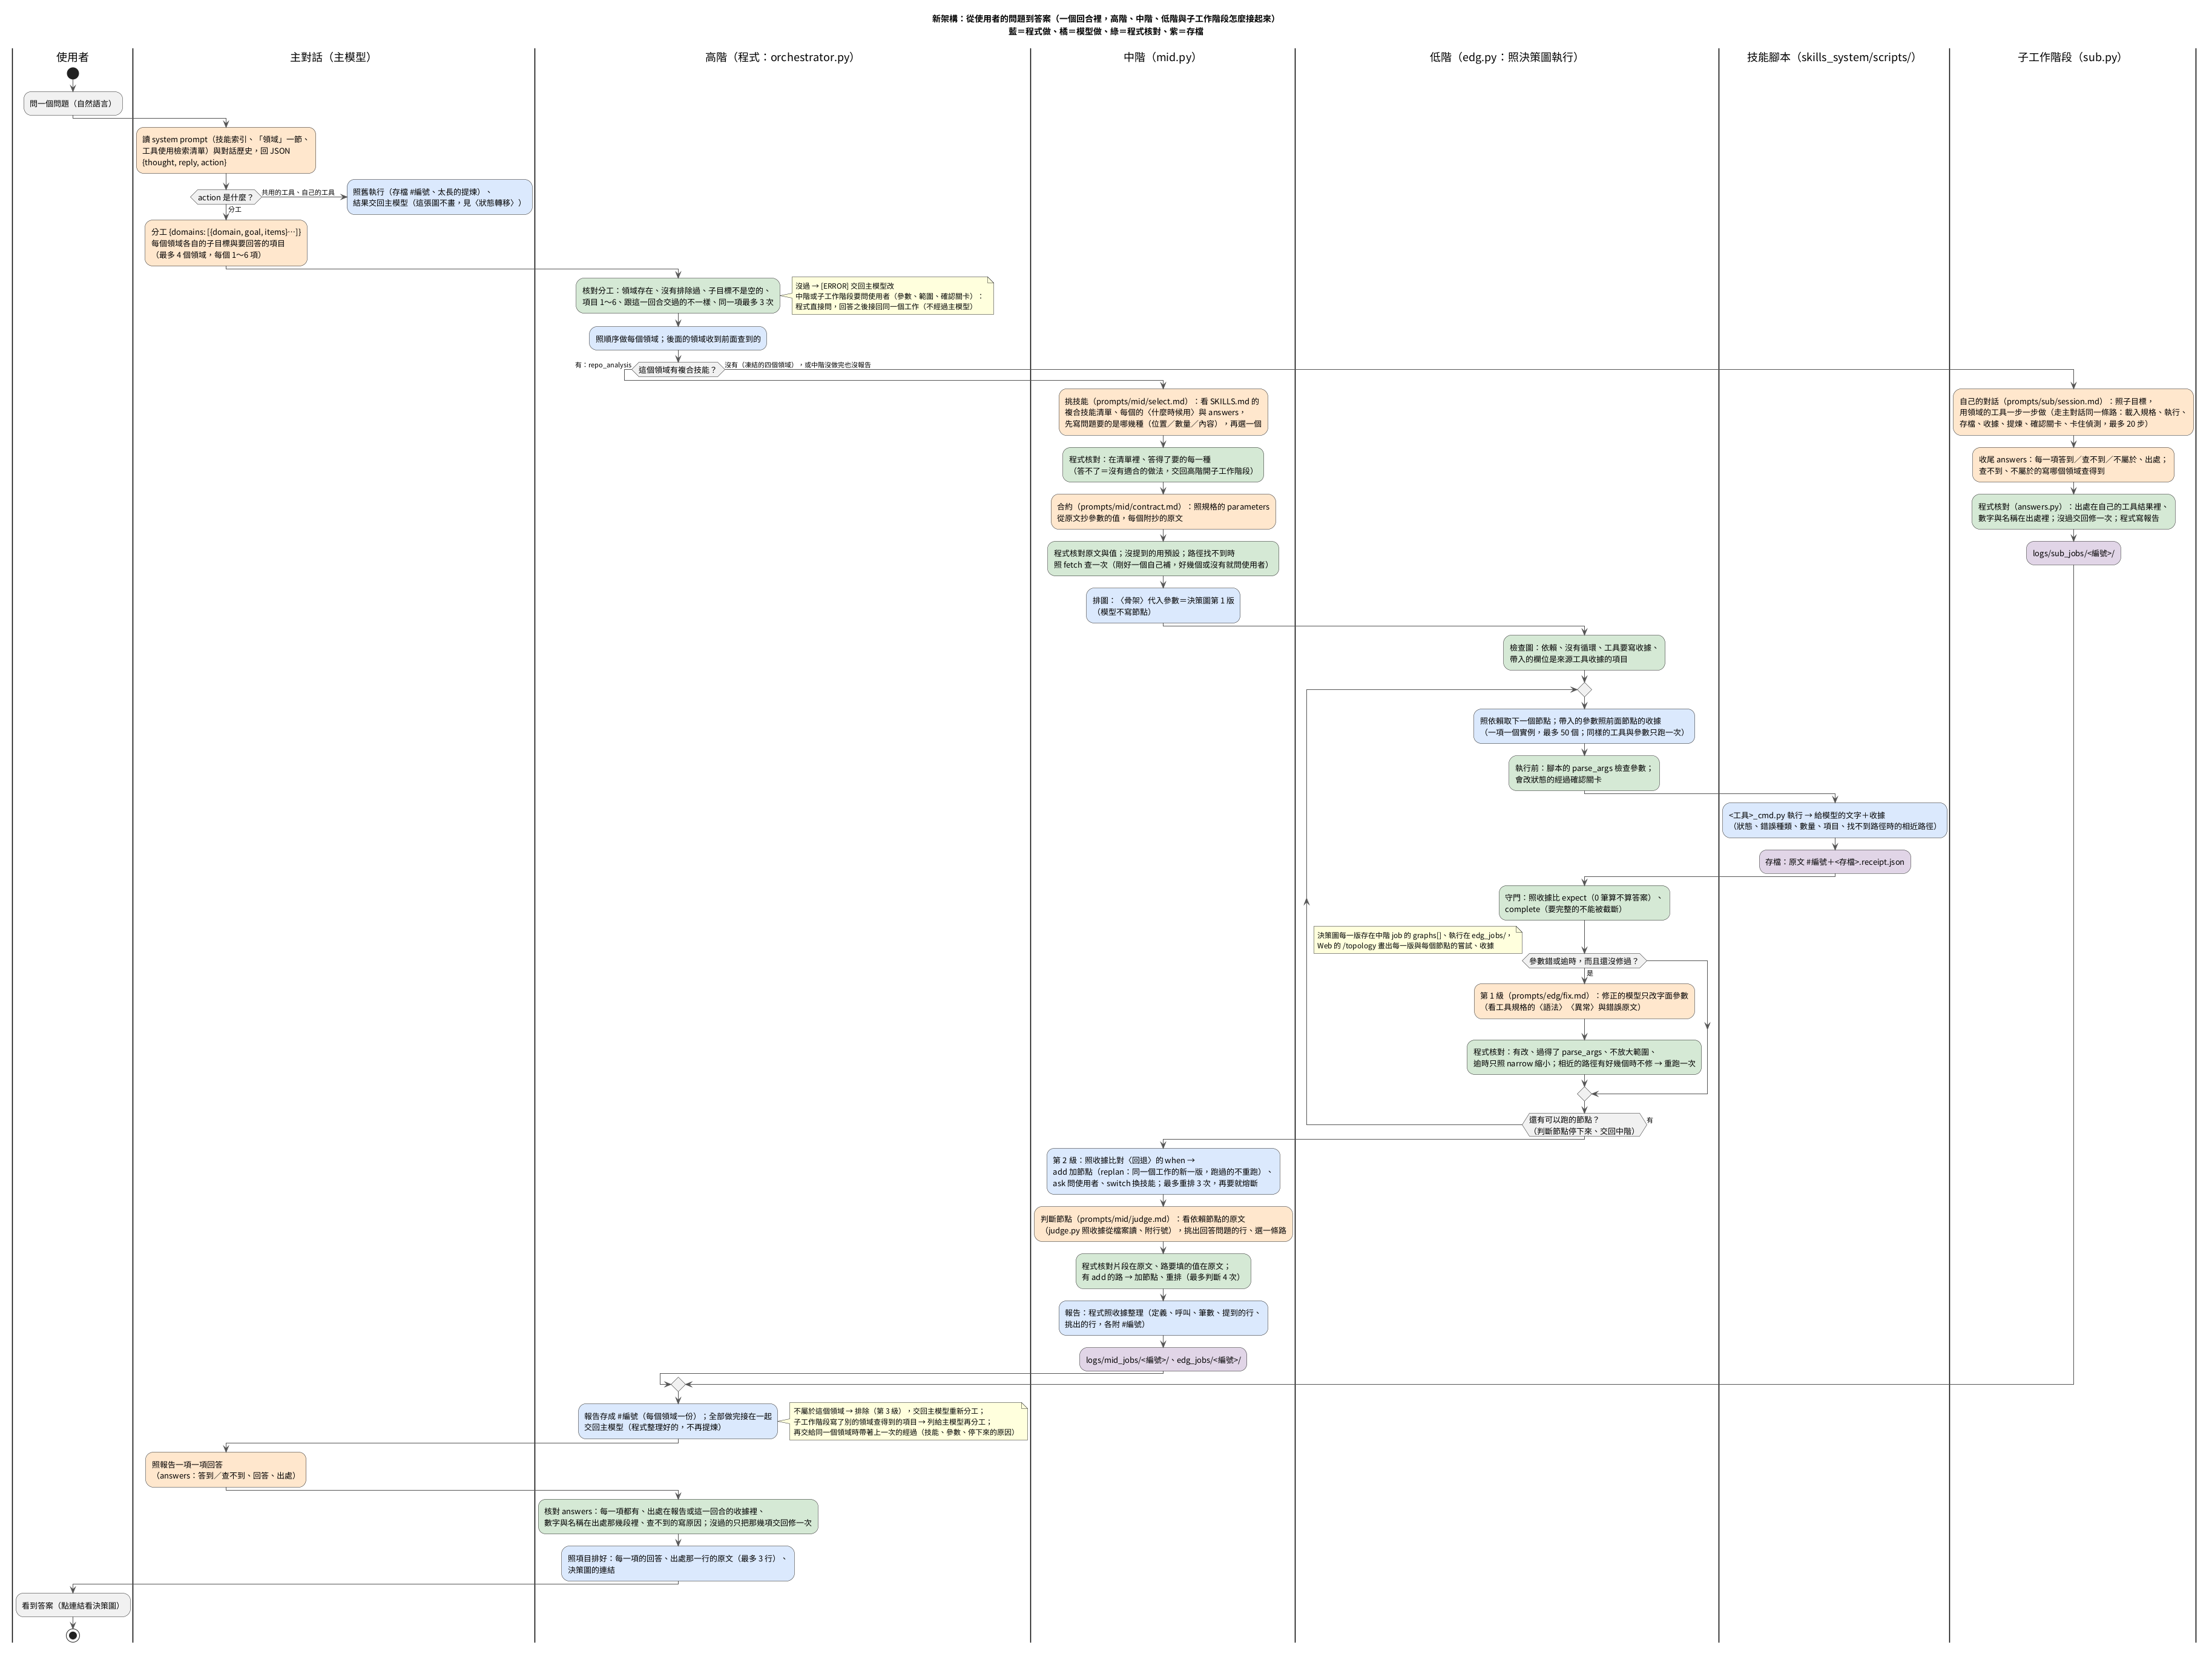 新架構：從使用者的問題到答案（一個回合裡，高階、中階、低階與子工作階段怎麼接起來）
藍＝程式做、橘＝模型做、綠＝程式核對、紫＝存檔
使用者
主對話（主模型）
高階（程式：orchestrator.py）
中階（mid.py）
低階（edg.py：照決策圖執行）
技能腳本（skills_system/scripts/）
子工作階段（sub.py）
問一個問題（自然語言）
讀 system prompt（技能索引、「領域」一節、
工具使用檢索清單）與對話歷史，回 JSON
{thought, reply, action}
action 是什麼？
共用的工具、自己的工具
照舊執行（存檔 #編號、太長的提煉）、
結果交回主模型（這張圖不畫，見〈狀態轉移〉）
分工
分工 {domains: [{domain, goal, items}…]}
每個領域各自的子目標與要回答的項目
（最多 4 個領域，每個 1～6 項）
核對分工：領域存在、沒有排除過、子目標不是空的、
項目 1～6、跟這一回合交過的不一樣、同一項最多 3 次
沒過 → [ERROR] 交回主模型改
中階或子工作階段要問使用者（參數、範圍、確認關卡）：
程式直接問，回答之後接回同一個工作（不經過主模型）
照順序做每個領域；後面的領域收到前面查到的
有：repo_analysis
這個領域有複合技能？
沒有（凍結的四個領域），或中階沒做完也沒報告
挑技能（prompts/mid/select.md）：看 SKILLS.md 的
複合技能清單、每個的〈什麼時候用〉與 answers，
先寫問題要的是哪幾種（位置／數量／內容），再選一個
程式核對：在清單裡、答得了要的每一種
（答不了＝沒有適合的做法，交回高階開子工作階段）
合約（prompts/mid/contract.md）：照規格的 parameters
從原文抄參數的值，每個附抄的原文
程式核對原文與值；沒提到的用預設；路徑找不到時
照 fetch 查一次（剛好一個自己補，好幾個或沒有就問使用者）
排圖：〈骨架〉代入參數＝決策圖第 1 版
（模型不寫節點）
自己的對話（prompts/sub/session.md）：照子目標，
用領域的工具一步一步做（走主對話同一條路：載入規格、執行、
存檔、收據、提煉、確認關卡、卡住偵測，最多 20 步）
收尾 answers：每一項答到／查不到／不屬於、出處；
查不到、不屬於的寫哪個領域查得到
程式核對（answers.py）：出處在自己的工具結果裡、
數字與名稱在出處裡；沒過交回修一次；程式寫報告
logs/sub_jobs/<編號>/
檢查圖：依賴、沒有循環、工具要寫收據、
帶入的欄位是來源工具收據的項目
照依賴取下一個節點；帶入的參數照前面節點的收據
（一項一個實例，最多 50 個；同樣的工具與參數只跑一次）
執行前：腳本的 parse_args 檢查參數；
會改狀態的經過確認關卡
<工具>_cmd.py 執行 → 給模型的文字＋收據
（狀態、錯誤種類、數量、項目、找不到路徑時的相近路徑）
存檔：原文 #編號＋<存檔>.receipt.json
守門：照收據比 expect（0 筆算不算答案）、
complete（要完整的不能被截斷）
決策圖每一版存在中階 job 的 graphs[]、執行在 edg_jobs/，
Web 的 /topology 畫出每一版與每個節點的嘗試、收據
參數錯或逾時，而且還沒修過？
是
第 1 級（prompts/edg/fix.md）：修正的模型只改字面參數
（看工具規格的〈語法〉〈異常〉與錯誤原文）
程式核對：有改、過得了 parse_args、不放大範圍、
逾時只照 narrow 縮小；相近的路徑有好幾個時不修 → 重跑一次
還有可以跑的節點？
（判斷節點停下來、交回中階）
有
第 2 級：照收據比對〈回退〉的 when →
add 加節點（replan：同一個工作的新一版，跑過的不重跑）、
ask 問使用者、switch 換技能；最多重排 3 次，再要就熔斷
判斷節點（prompts/mid/judge.md）：看依賴節點的原文
（judge.py 照收據從檔案讀、附行號），挑出回答問題的行、選一條路
程式核對片段在原文、路要填的值在原文；
有 add 的路 → 加節點、重排（最多判斷 4 次）
報告：程式照收據整理（定義、呼叫、筆數、提到的行、
挑出的行，各附 #編號）
logs/mid_jobs/<編號>/、edg_jobs/<編號>/
報告存成 #編號（每個領域一份）；全部做完接在一起
交回主模型（程式整理好的，不再提煉）
不屬於這個領域 → 排除（第 3 級），交回主模型重新分工；
子工作階段寫了別的領域查得到的項目 → 列給主模型再分工；
再交給同一個領域時帶著上一次的經過（技能、參數、停下來的原因）
照報告一項一項回答
（answers：答到／查不到、回答、出處）
核對 answers：每一項都有、出處在報告或這一回合的收據裡、
數字與名稱在出處那幾段裡、查不到的寫原因；沒過的只把那幾項交回修一次
照項目排好：每一項的回答、出處那一行的原文（最多 3 行）、
決策圖的連結
看到答案（點連結看決策圖）